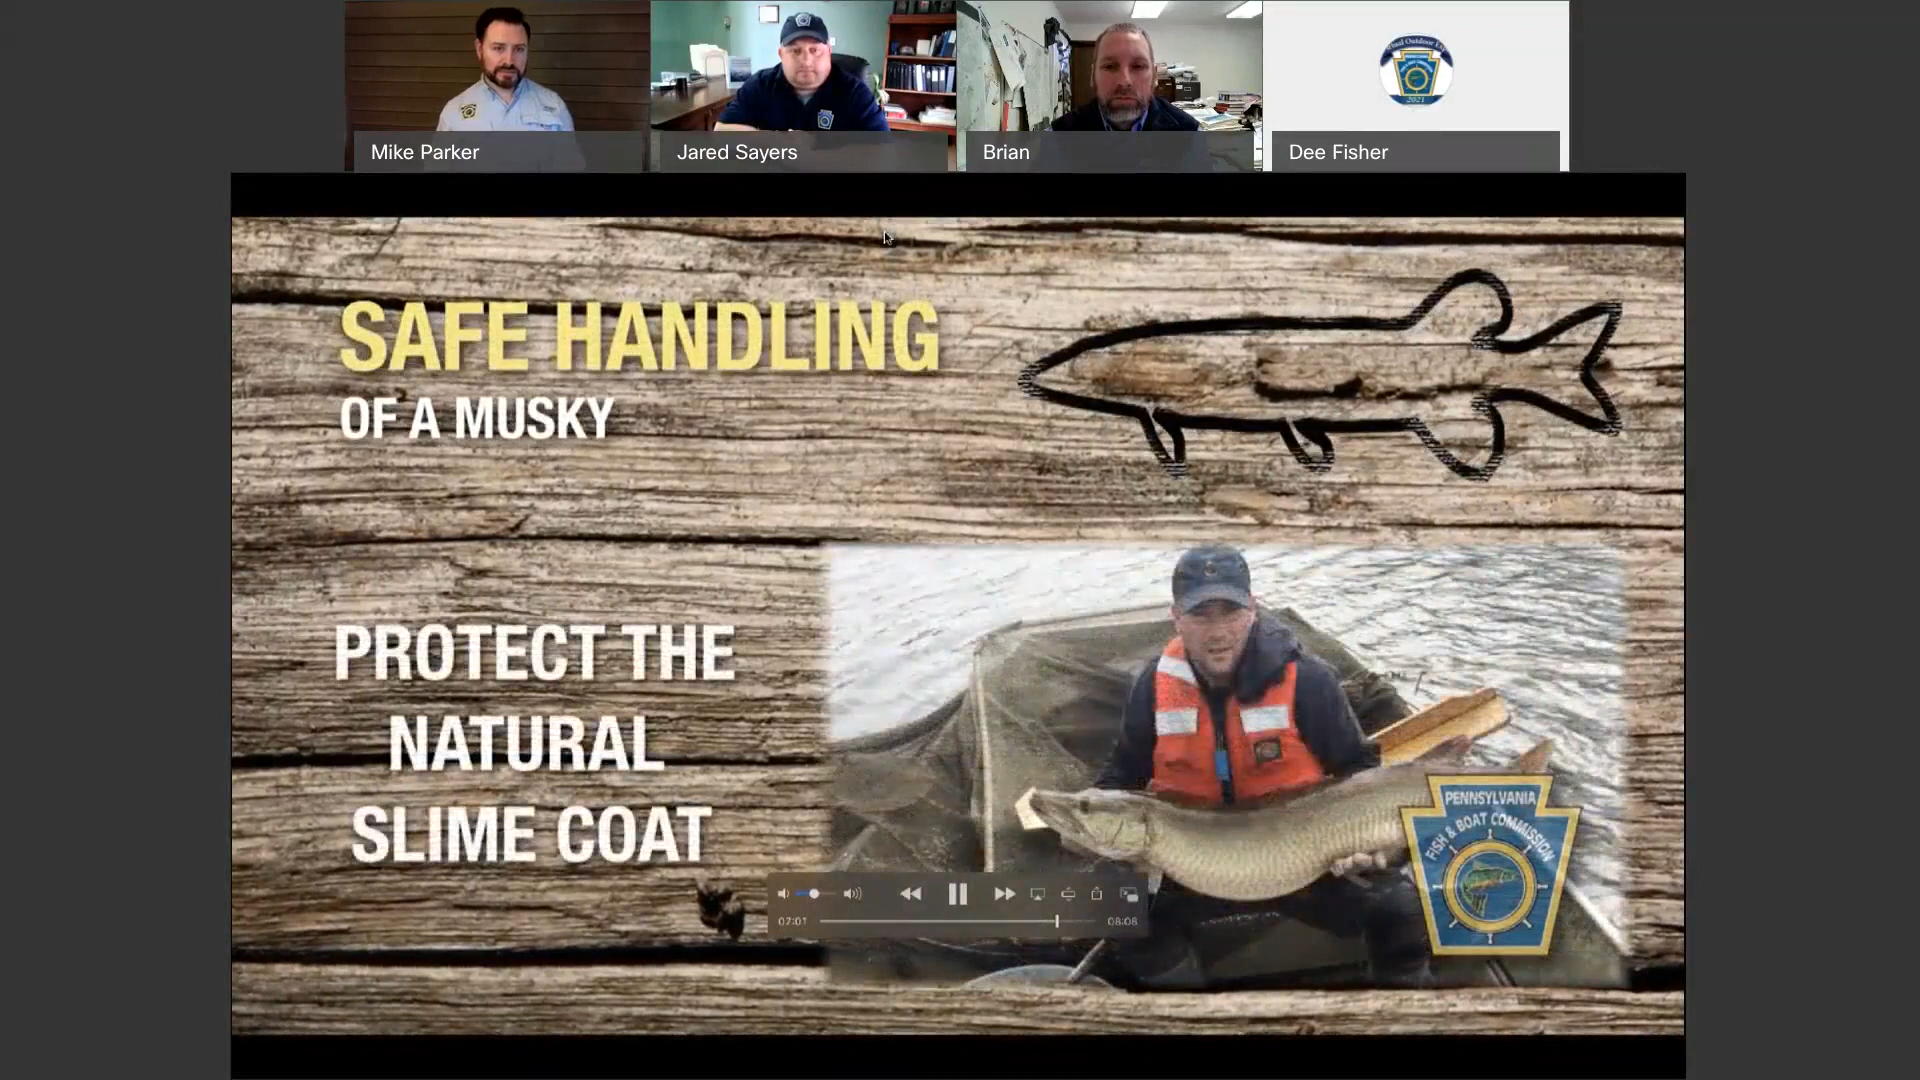 Mike Parker
Jared Sayers
Brian
Dee Fisher
2021
SAFE HANDLING
OF A MUSKY
PROTECT THE
NATURAL
SLIME COAT
PENNSYLVANIA
FISH & BOAT COMMISSION
07:01
08:08